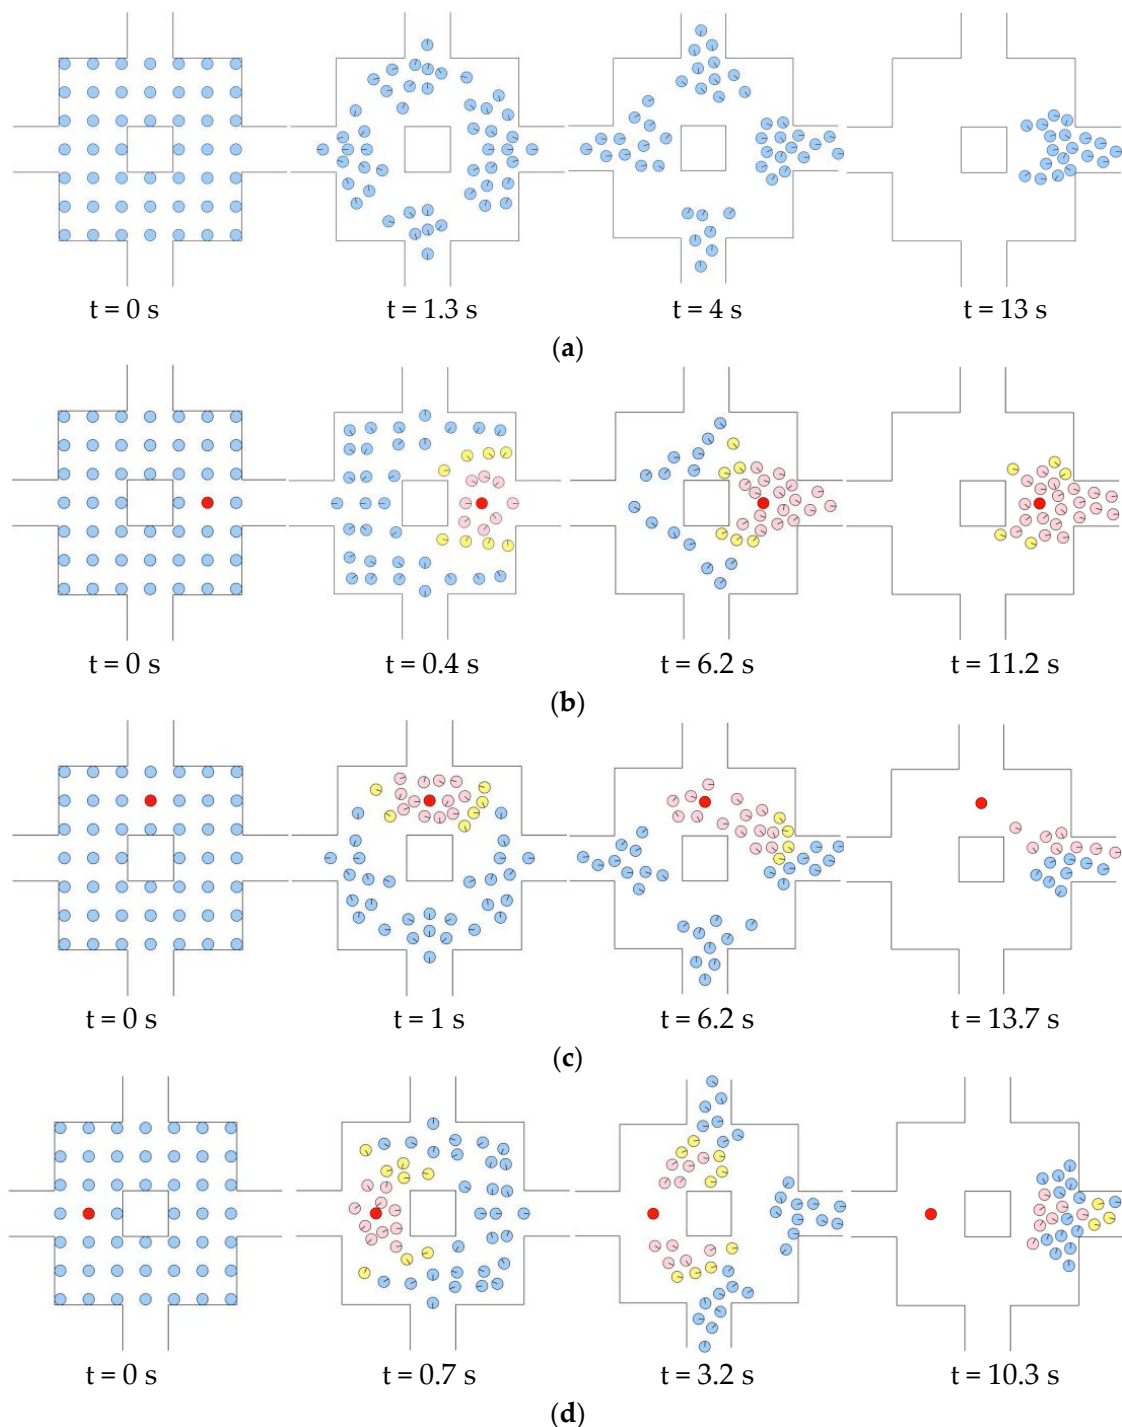 t = 0 s t = 1.3 s t = 4 s t = 13 s
(a)
t = 0 s t = 0.4 s t = 6.2 s t = 11.2 s
(b)
t = 0 s t = 1 s t = 6.2 s t = 13.7 s
(c)
t = 0 s t = 0.7 s t = 3.2 s t = 10.3 s
(d)